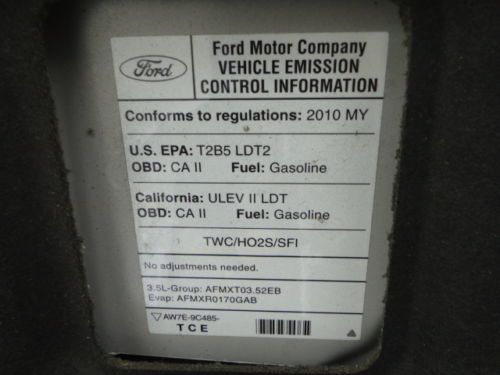 Ford
Ford Motor Company
VEHICLE EMISSION
CONTROL INFORMATION
Conforms to regulations: 2010 MY
U.S. EPA: T2B5 LDT2
OBD: CA II Fuel: Gasoline
California: ULEV II LDT
OBD: CA II Fuel: Gasoline
TWC/HO2S/SFI
No adjustments needed.
3.5L-Group: AFMXT03.52EB
Evap: AFMXR0170GAB
AW7E-9C485-
TCE